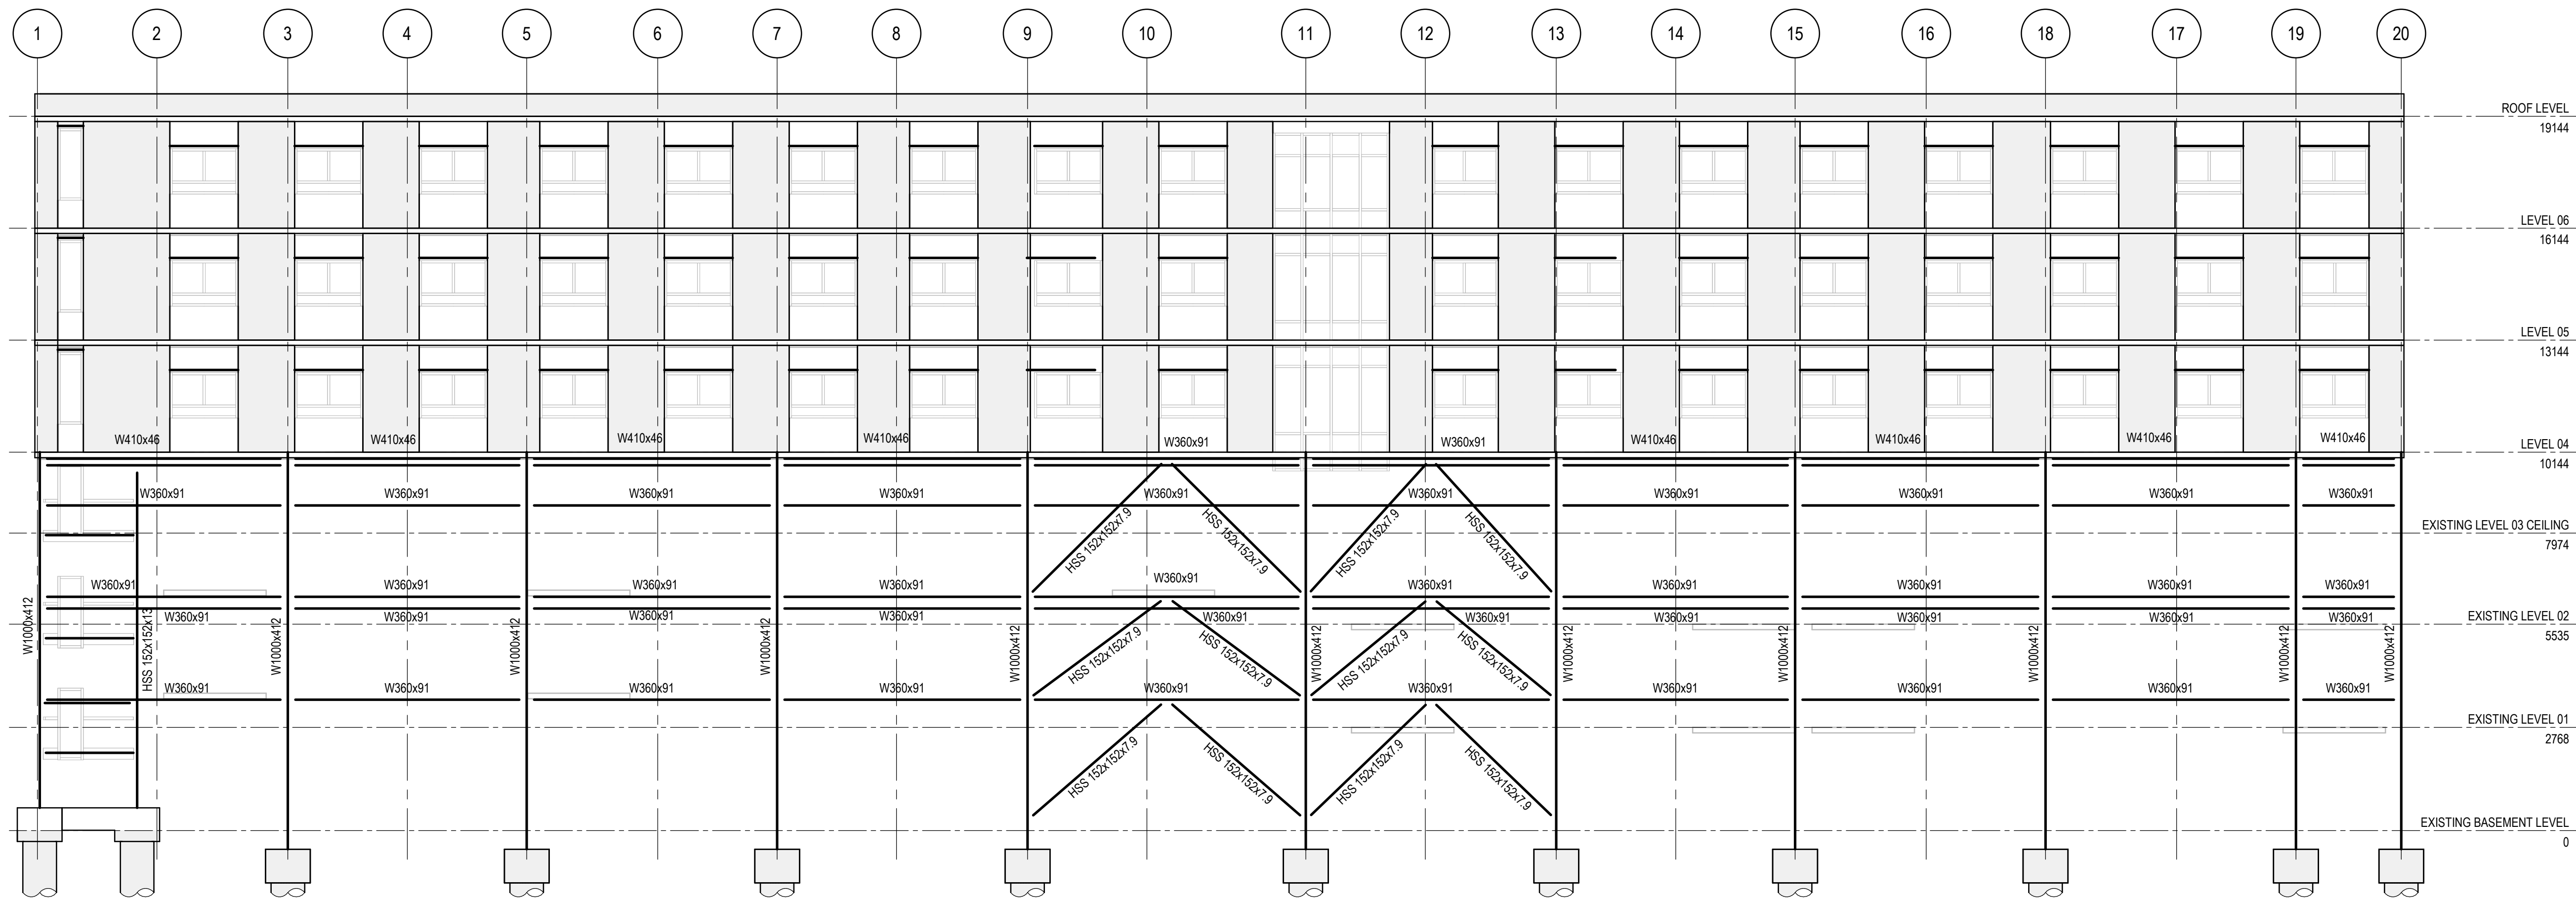 1 2 3 4 5 6 7 8 9 10 11 12 13 14 15 16 18 17 19 20
ROOF LEVEL
19144
LEVEL 06
16144
LEVEL 05
13144
W410x46 W410x46 W410x46 W410x46 W360x91 W360x91 W410x46 W410x46 W410x46 W410x46
LEVEL 04
10144
W360x91 W360x91 W360x91 W360x91 W360x91 W360x91 W360x91 W360x91 W360x91 W360x91
HSS 152x152x7.9 HSS 152x152x7.9 HSS 152x152x7.9 HSS 152x152x7.9
EXISTING LEVEL 03 CEILING
7974
W360x91 W360x91 W360x91 W360x91 W360x91 W360x91 W360x91 W360x91 W360x91 W360x91
W360x91 W360x91 W360x91 W360x91 W360x91 W360x91 W360x91 W360x91 W360x91 W360x91
EXISTING LEVEL 02
5535
W1000x412 HSS 152x152x13 W1000x412 W1000x412 W1000x412 W1000x412 W1000x412 W1000x412 W1000x412 W1000x412 W1000x412 W1000x412
HSS 152x152x7.9 HSS 152x152x7.9 HSS 152x152x7.9 HSS 152x152x7.9
W360x91 W360x91 W360x91 W360x91 W360x91 W360x91 W360x91 W360x91 W360x91 W360x91
EXISTING LEVEL 01
2768
HSS 152x152x7.9 HSS 152x152x7.9 HSS 152x152x7.9 HSS 152x152x7.9
EXISTING BASEMENT LEVEL
0